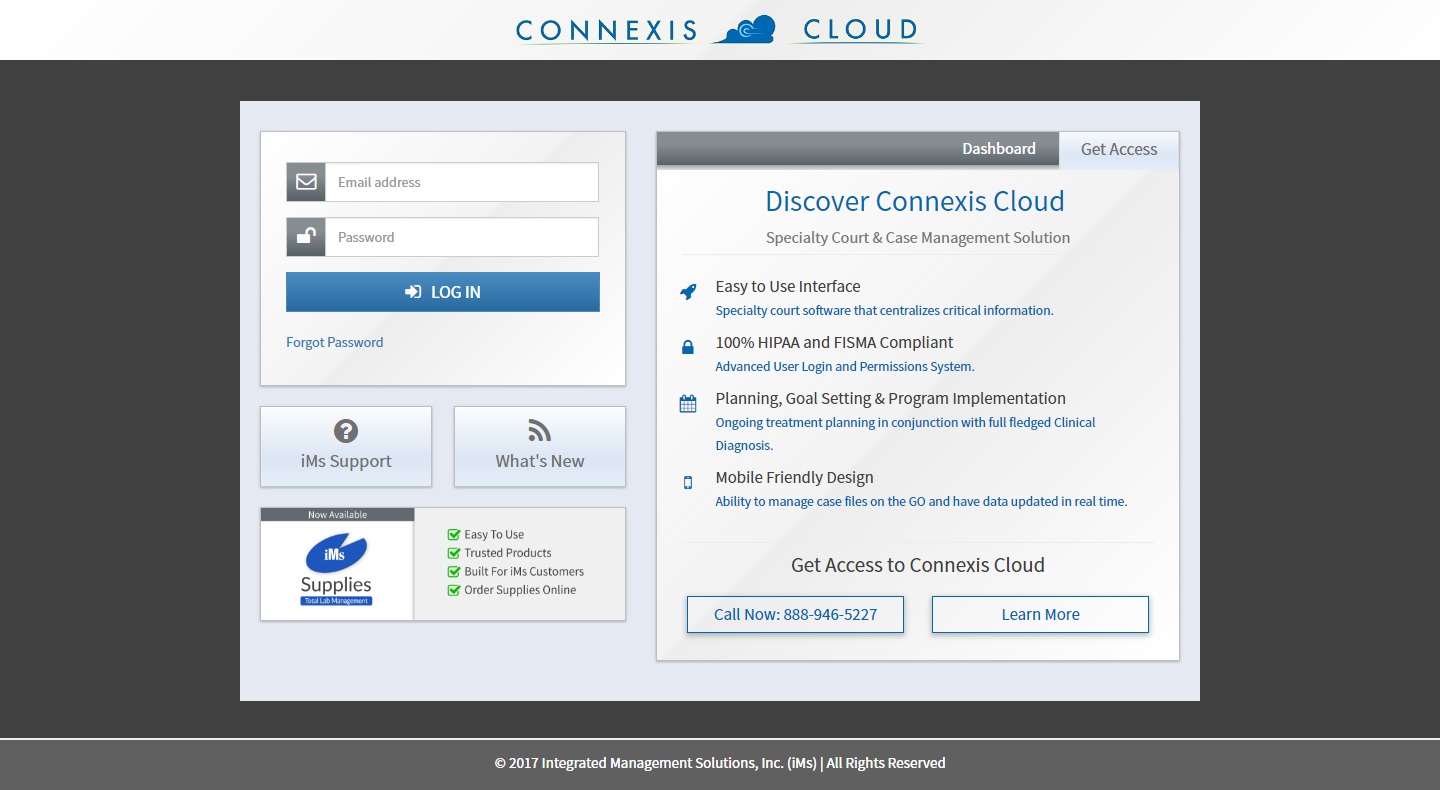 CONNEXIS CLOUD
Email address
Password
LOG IN
Forgot Password
iMs Support
What's New
Now Available
iMs
Supplies
Total Lab Management
Easy To Use
Trusted Products
Built For iMs Customers
Order Supplies Online
Dashboard
Get Access
Discover Connexis Cloud
Specialty Court & Case Management Solution
Easy to Use Interface
Specialty court software that centralizes critical information.
100% HIPAA and FISMA Compliant
Advanced User Login and Permissions System.
Planning, Goal Setting & Program Implementation
Ongoing treatment planning in conjunction with full fledged Clinical
Diagnosis.
Mobile Friendly Design
Ability to manage case files on the GO and have data updated in real time.
Get Access to Connexis Cloud
Call Now: 888-946-5227
Learn More
© 2017 Integrated Management Solutions, Inc. (iMs) | All Rights Reserved